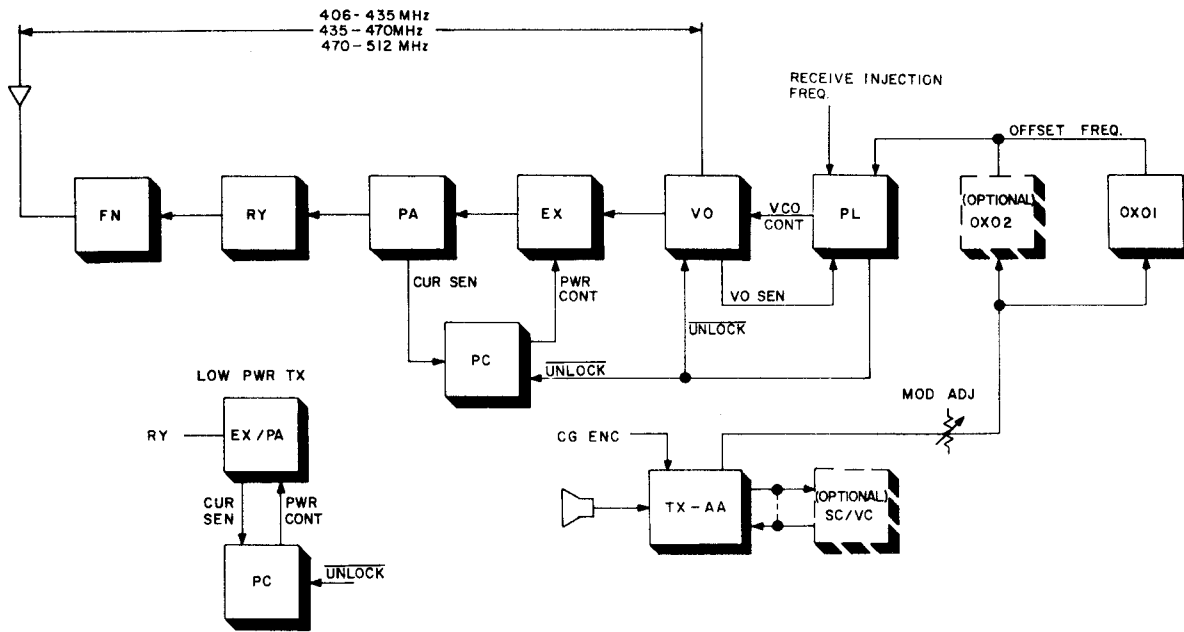 406-435 MHz
435-470MHz
470-512 MHz
RECEIVE INJECTION
FREQ.
OFFSET FREQ.
FN
RY
PA
EX
VO
VCO
CONT
PL
(OPTIONAL)
OX02
OX01
CUR SEN
PWR
CONT
VO SEN
UNLOCK
PC
UNLOCK
LOW PWR TX
MOD ADJ
RY
EX/PA
CG ENC
CUR
SEN
PWR
CONT
TX-AA
(OPTIONAL)
SC/VC
PC
UNLOCK